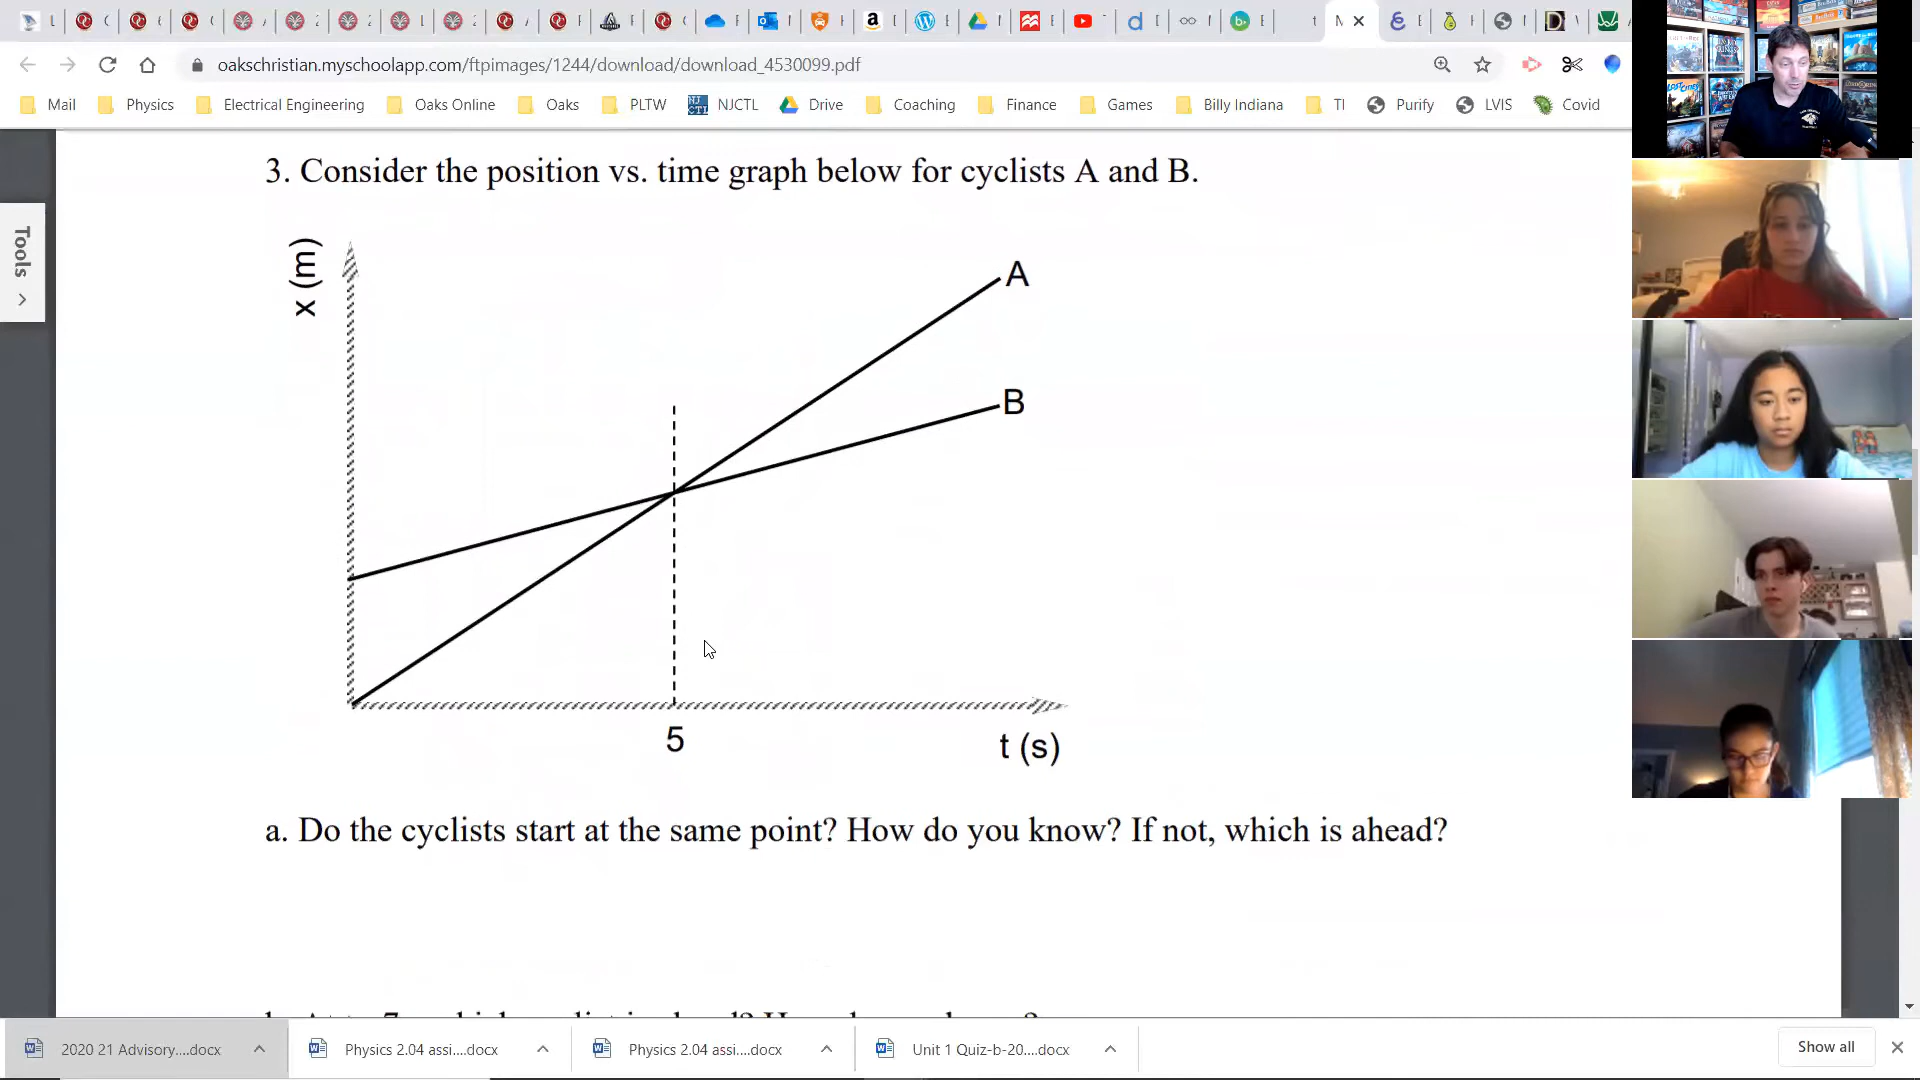 oakschristian.myschoolapp.com/ftpimages/1244/download/download_4530099.pdf
Mail Physics Electrical Engineering Oaks Online Oaks PLTW NJCTL Drive Coaching Finance Games Billy Indiana TI Purify LVIS Covid
Tools
3. Consider the position vs. time graph below for cyclists A and B.
x (m)
A
B
5
t (s)
a. Do the cyclists start at the same point? How do you know? If not, which is ahead?
2020 21 Advisory....docx
Physics 2.04 assi....docx
Physics 2.04 assi....docx
Unit 1 Quiz-b-20....docx
Show all